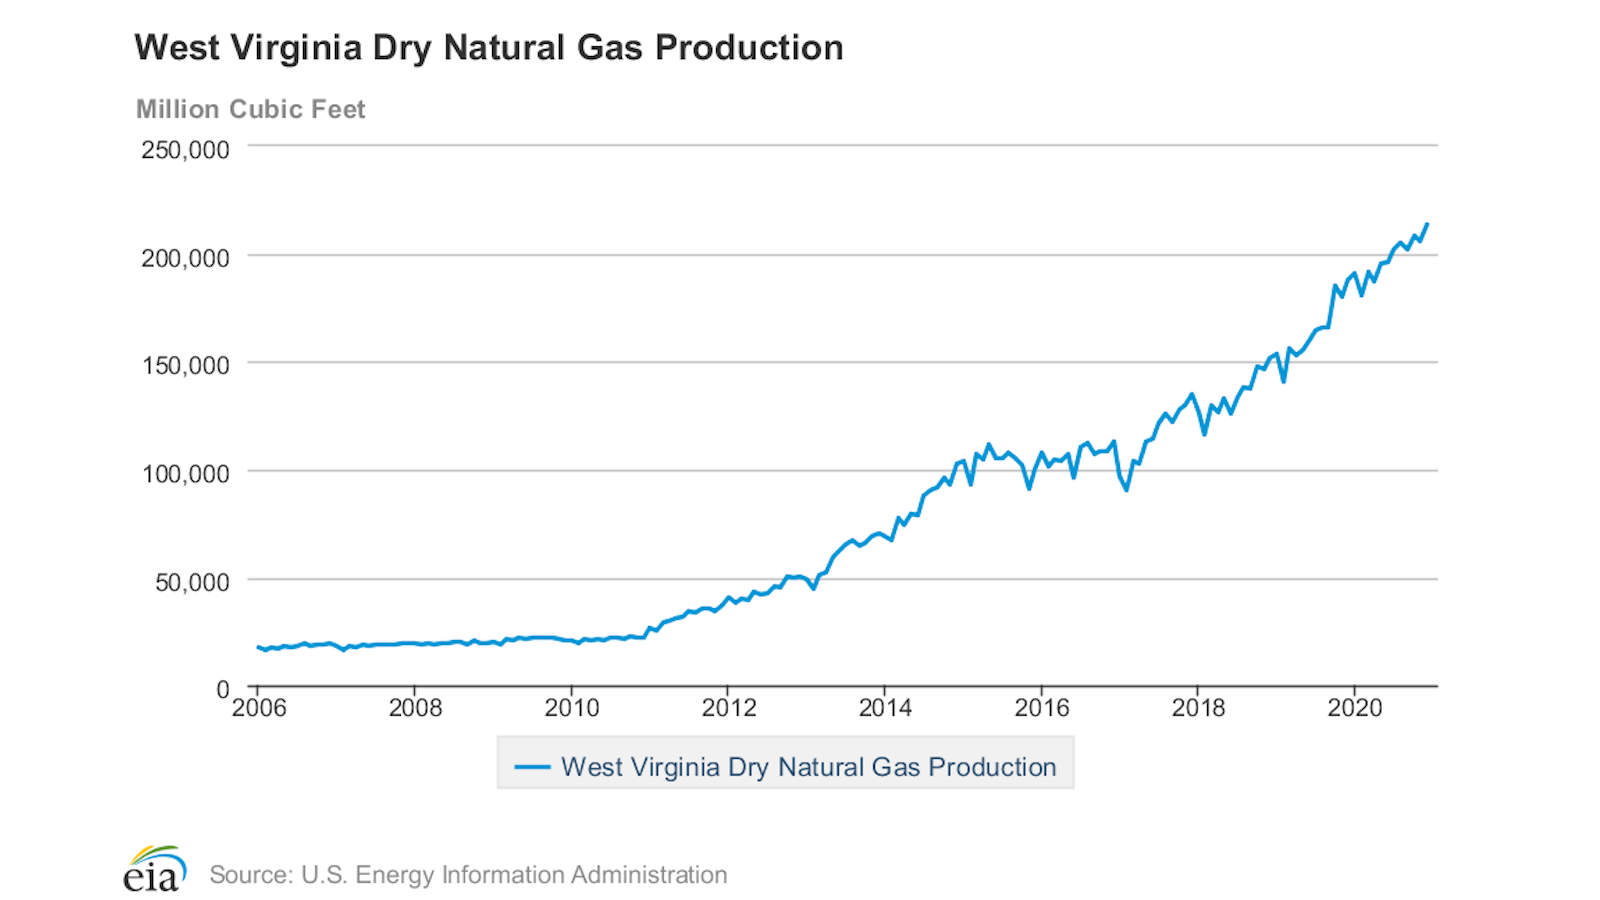 West Virginia Dry Natural Gas Production
Million Cubic Feet
250,000
200,000
150,000
100,000
50,000
0
2006 2008 2010 2012 2014 2016 2018 2020
West Virginia Dry Natural Gas Production
eia Source: U.S. Energy Information Administration